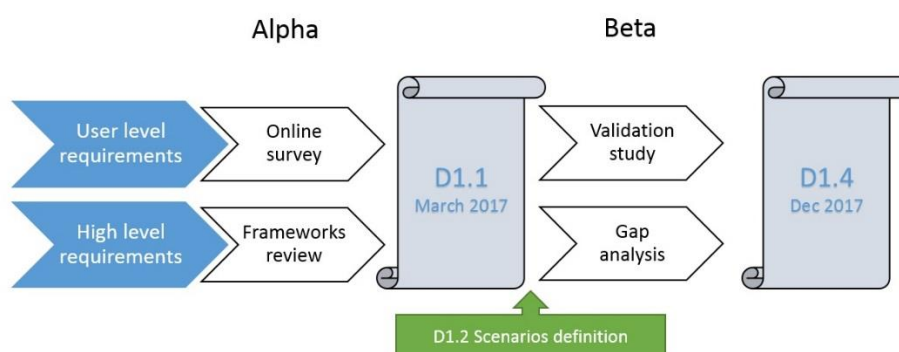 Alpha
Beta
User level
requirements
Online
survey
D1.1
March 2017
Validation
study
D1.4
Dec 2017
High level
requirements
Frameworks
review
Gap
analysis
D1.2 Scenarios definition